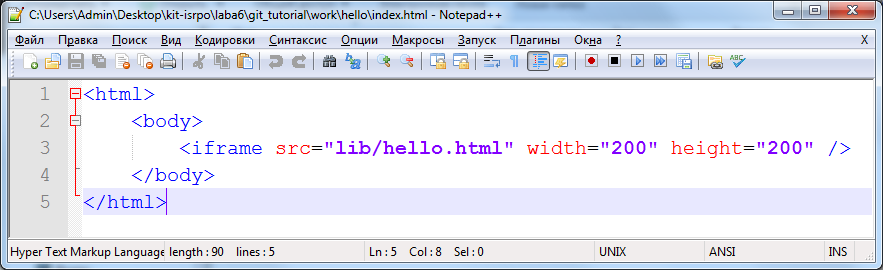 C:\Users\Admin\Desktop\kit-isrpo\laba6\git_tutorial\work\hello\index.html - Notepad++
Файл Правка Поиск Вид Кодировки Синтаксис Опции Макросы Запуск Плагины Окна ? X
1 <html>
2 <body>
3 <iframe src="lib/hello.html" width="200" height="200" />
4 </body>
5 </html>
Hyper Text Markup Language length : 90 lines : 5 Ln : 5 Col : 8 Sel : 0 UNIX ANSI INS